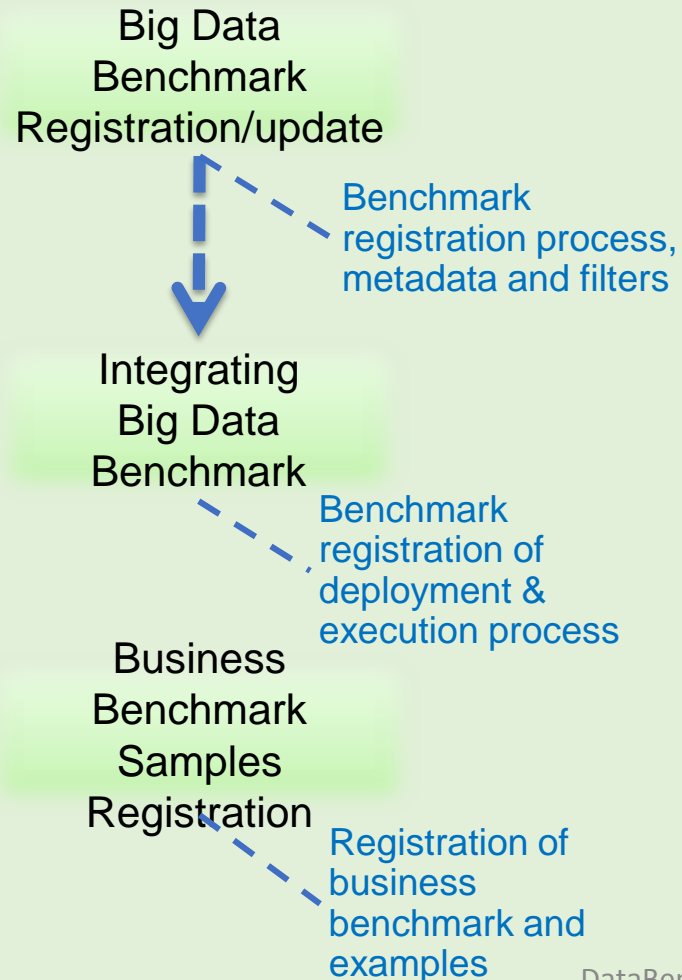 Big Data
Benchmark
Registration/update
Benchmark
registration process,
metadata and filters
Integrating
Big Data
Benchmark
Benchmark
registration of
deployment &
execution process
Business
Benchmark
Samples
Registration
Registration of
business
benchmark and
examples